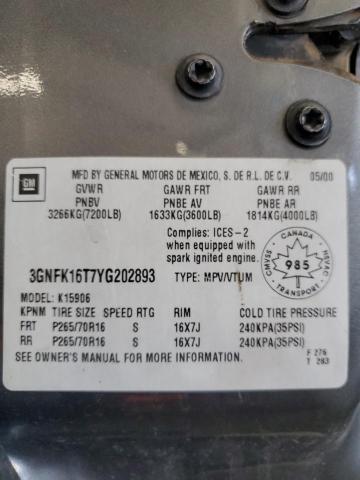 MFD BY GENERAL MOTORS DE MEXICO, S. DE R.L. DE C.V. 05/00
GM
GVWR GAWR FRT GAWR RR
PNBV PNBE AV PNBE AR
3266KG(7200LB) 1633KG(3600LB) 1814KG(4000LB)
Complies: ICES-2
when equipped with
spark ignited engine.
CANADA
CMVSS 985 NSVAC
TRANSPORT
3GNFK16T7YG202893 TYPE: MPV/VTUM
MODEL: K15906
KPNM TIRE SIZE SPEED RTG RIM COLD TIRE PRESSURE
FRT P265/70R16 S 16X7J 240KPA(35PSI)
RR P265/70R16 S 16X7J 240KPA(35PSI)
SEE OWNER'S MANUAL FOR MORE INFORMATION.
F 276
T 283